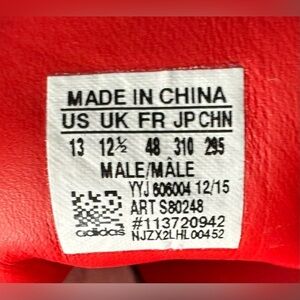 MADE IN CHINA
US UK FR JP CHN
13 12½ 48 310 295
MALE/MÂLE
YYJ 606004 12/15
ART S80248
#113720942
adidas NJZX2LHL00452